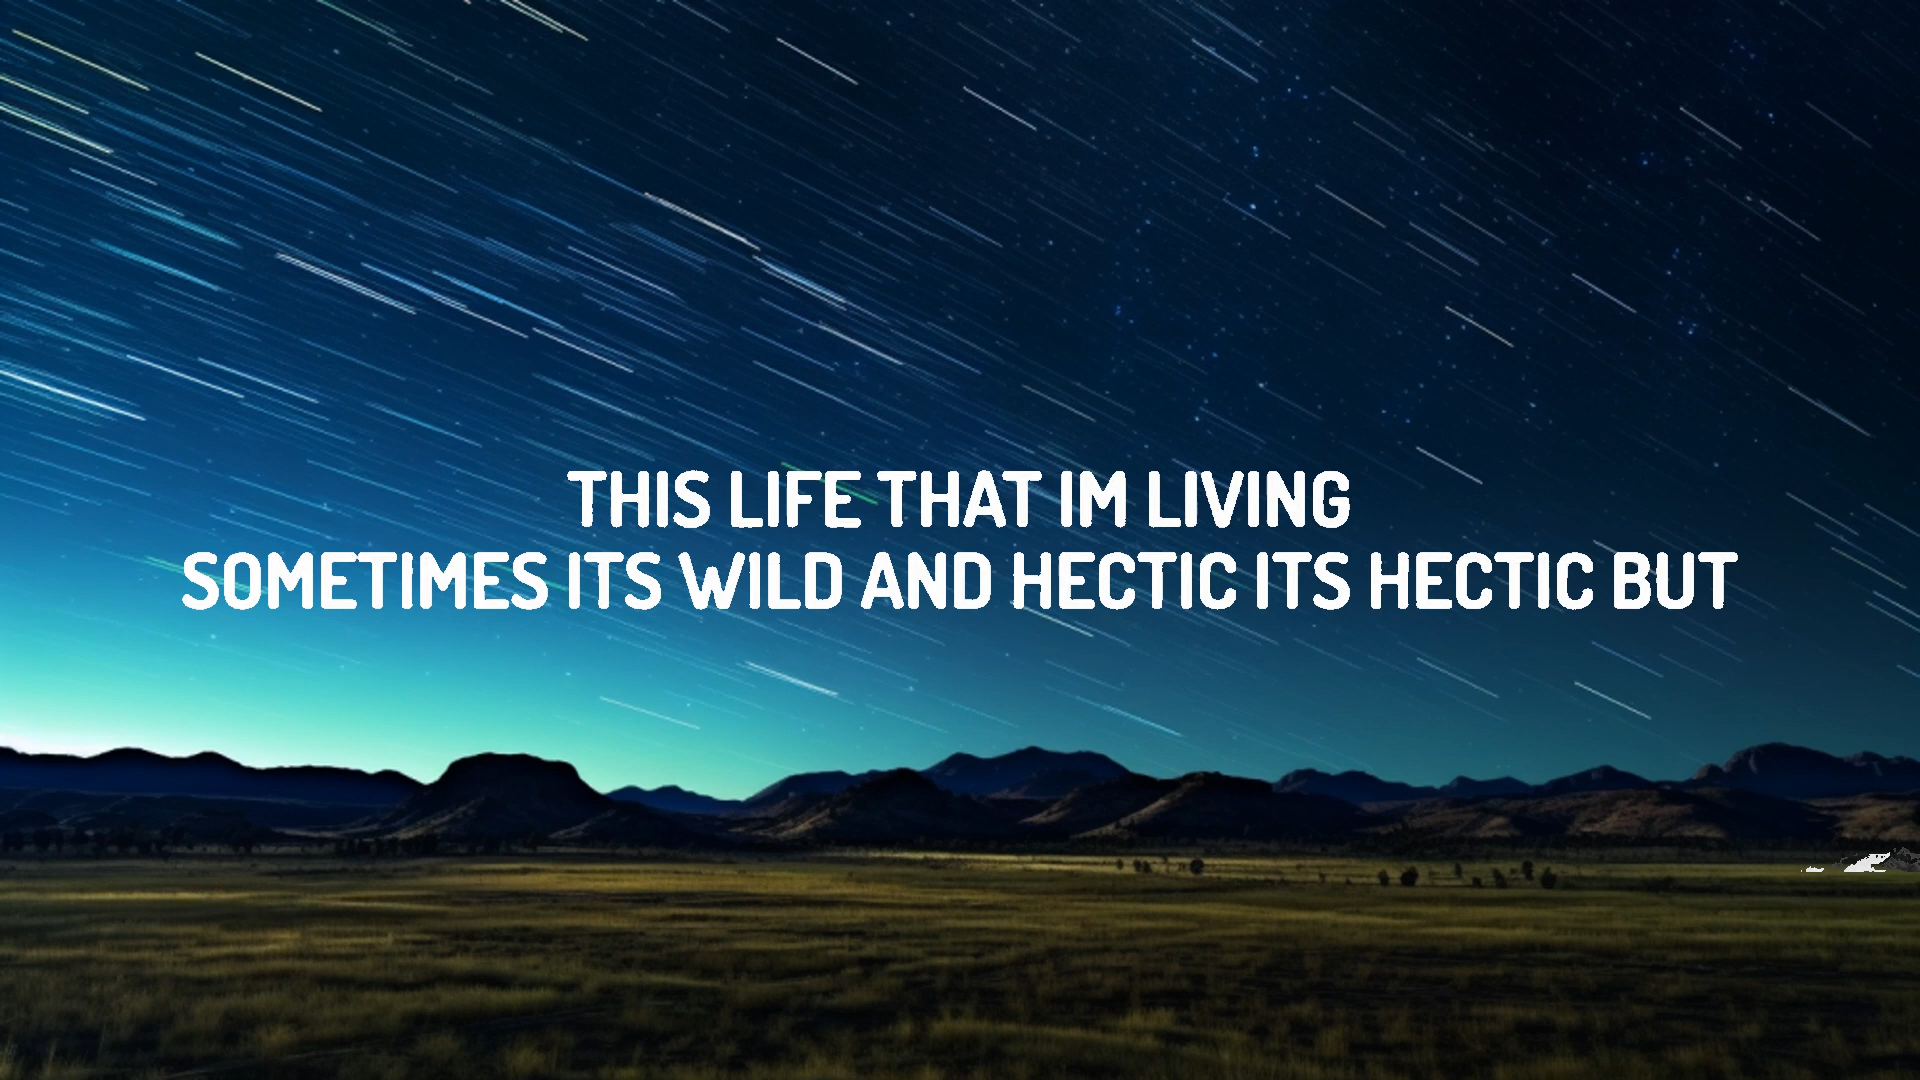 THIS LIFE THAT IM LIVING
SOMETIMES ITS WILD AND HECTIC ITS HECTIC BUT